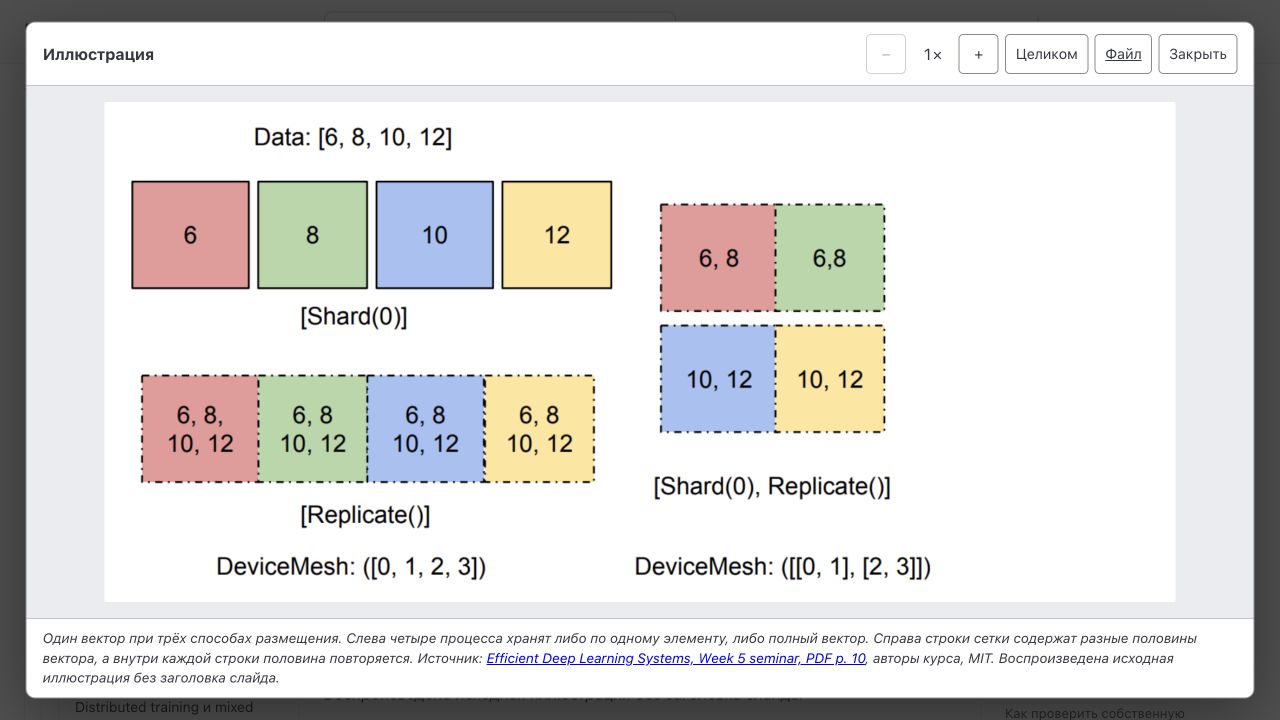 Иллюстрация
−
1×
+
Целиком
Файл
Закрыть
Data: [6, 8, 10, 12]
6
8
10
12
[Shard(0)]
6, 8
6,8
10, 12
10, 12
[Shard(0), Replicate()]
6, 8,
10, 12
6, 8
10, 12
6, 8
10, 12
6, 8
10, 12
[Replicate()]
DeviceMesh: ([0, 1, 2, 3])
DeviceMesh: ([[0, 1], [2, 3]])
Один вектор при трёх способах размещения. Слева четыре процесса хранят либо по одному элементу, либо полный вектор. Справа строки сетки содержат разные половины
вектора, а внутри каждой строки половина повторяется. Источник: Efficient Deep Learning Systems, Week 5 seminar, PDF p. 10, авторы курса, MIT. Воспроизведена исходная
иллюстрация без заголовка слайда.
Distributed training и mixed
Как проверить собственную